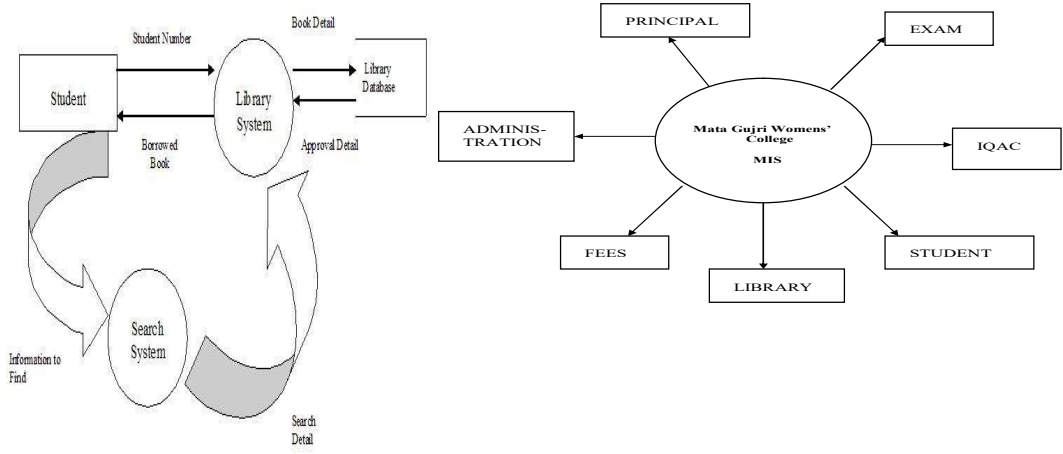 Book Detail
Student Number
Student
Library
System
Library
Database
Borrowed
Book
Approval Detail
Search
System
Information to
Find
Search
Detail
PRINCIPAL
EXAM
ADMINIS-
TRATION
Mata Gujri Womens'
College
MIS
IQAC
FEES
STUDENT
LIBRARY